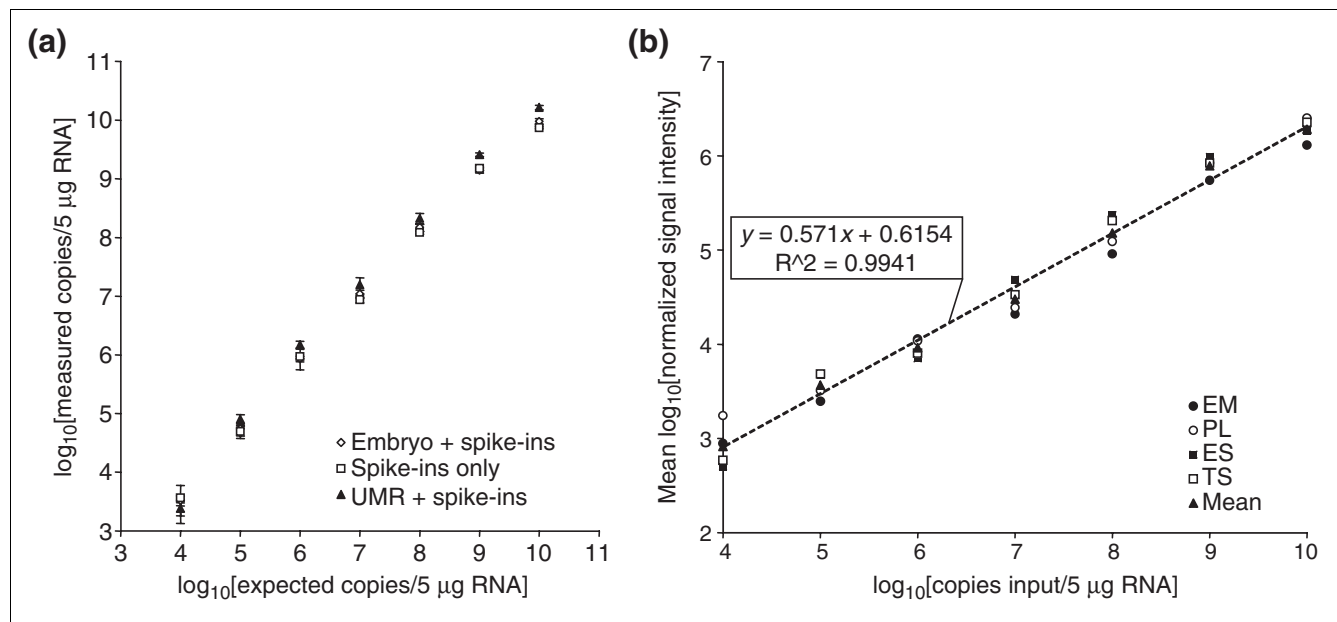 (a)
11
10
9
8
7
6
5
4
3
log10[measured copies/5 µg RNA]
Embryo + spike-ins
Spike-ins only
UMR + spike-ins
3 4 5 6 7 8 9 10 11
log10[expected copies/5 µg RNA]
(b)
7
6
5
4
3
2
Mean log10[normalized signal intensity]
y = 0.571x + 0.6154
R^2 = 0.9941
EM
PL
ES
TS
Mean
4 5 6 7 8 9 10
log10[copies input/5 µg RNA]